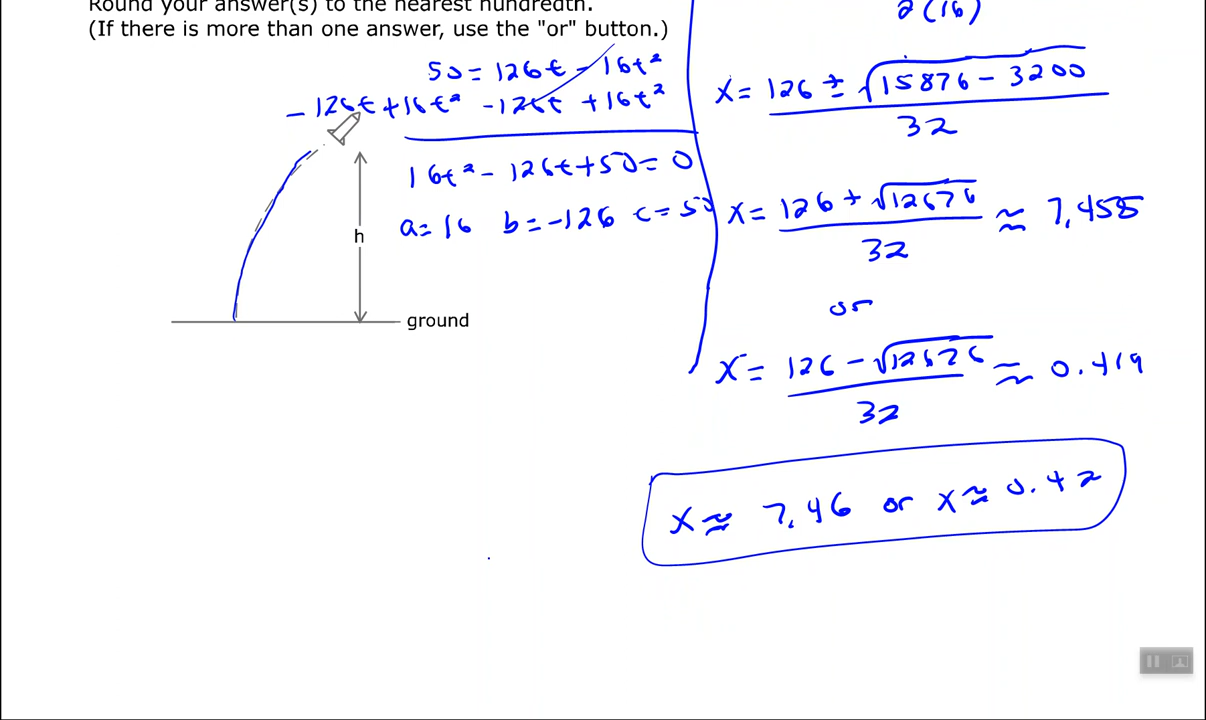 Round your answer(s) to the nearest hundredth.
(If there is more than one answer, use the "or" button.)
50 = 126t - 16t²
- 126t + 16t² - 126t + 16t²
16t² - 126t + 50 = 0
a = 16 b = -126 c = 50
h
ground
2(16)
x = 126 ± √15876 - 3200
32
x = 126 + √12676 ≈ 7.458
32
or
x = 126 - √12676 ≈ 0.419
32
x ≈ 7.46 or x ≈ 0.42